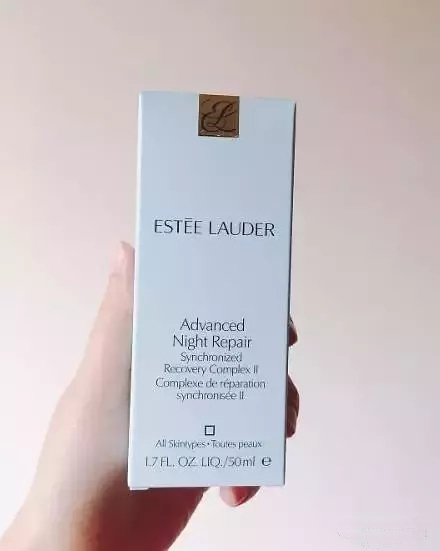 ESTĒE LAUDER
Advanced
Night Repair
Synchronized
Recovery Complex II
Complexe de réparation
synchronisée II
All Skintypes • Toutes peaux
1.7 FL. OZ. LIQ./50 ml ℮